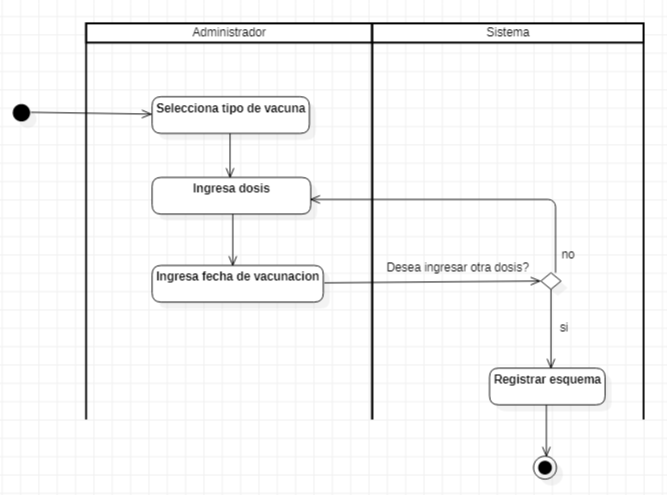 Administrador
Sistema
Selecciona tipo de vacuna
Ingresa dosis
no
Desea ingresar otra dosis?
Ingresa fecha de vacunacion
si
Registrar esquema